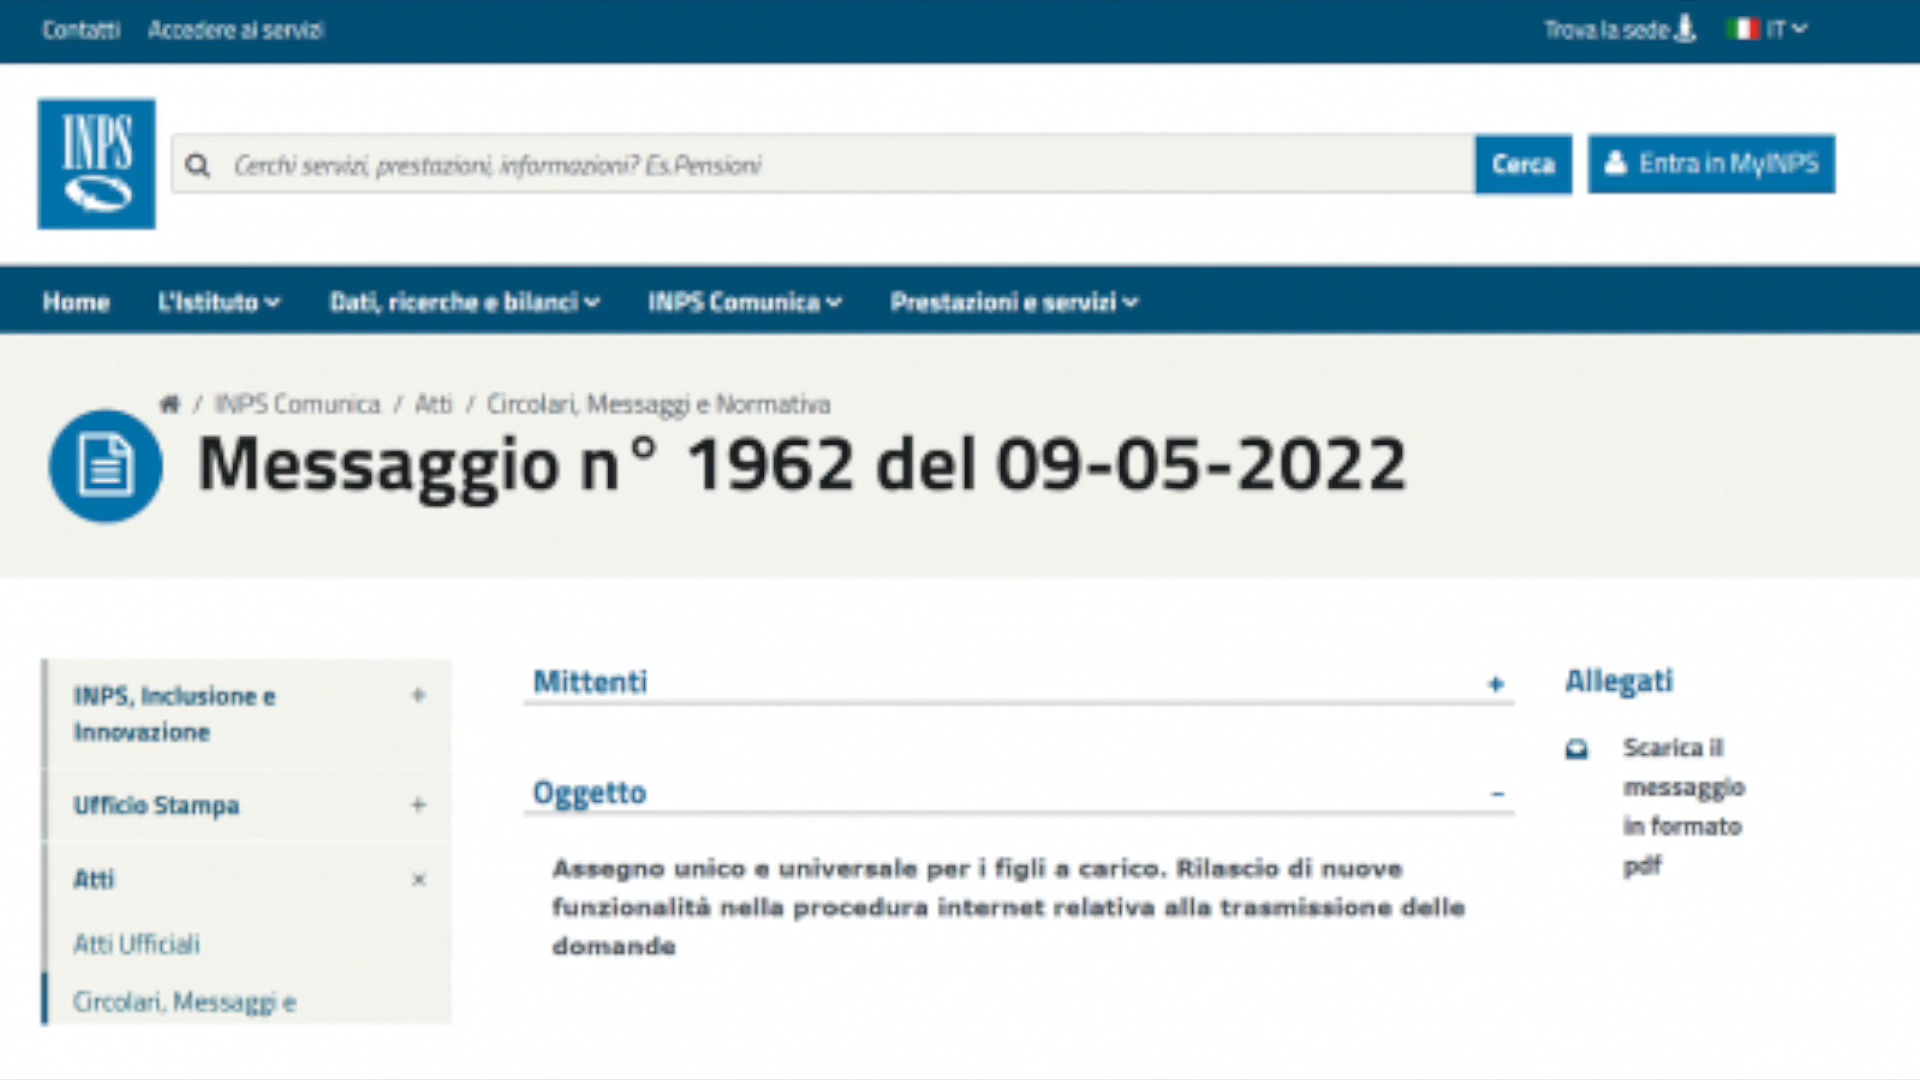 Contatti Accedere ai servizi Trova la sede IT
INPS
Cerchi servizi, prestazioni, informazioni? Es.Pensioni Cerca Entra in MyINPS
Home L'Istituto Dati, ricerche e bilanci INPS Comunica Prestazioni e servizi
/ INPS Comunica / Atti / Circolari, Messaggi e Normativa
Messaggio n° 1962 del 09-05-2022
INPS, Inclusione e +
Innovazione
Ufficio Stampa +
Atti ×
Atti Ufficiali
Circolari, Messaggi e
Mittenti +
Oggetto -
Assegno unico e universale per i figli a carico. Rilascio di nuove
funzionalità nella procedura internet relativa alla trasmissione delle
domande
Allegati
Scarica il
messaggio
in formato
pdf